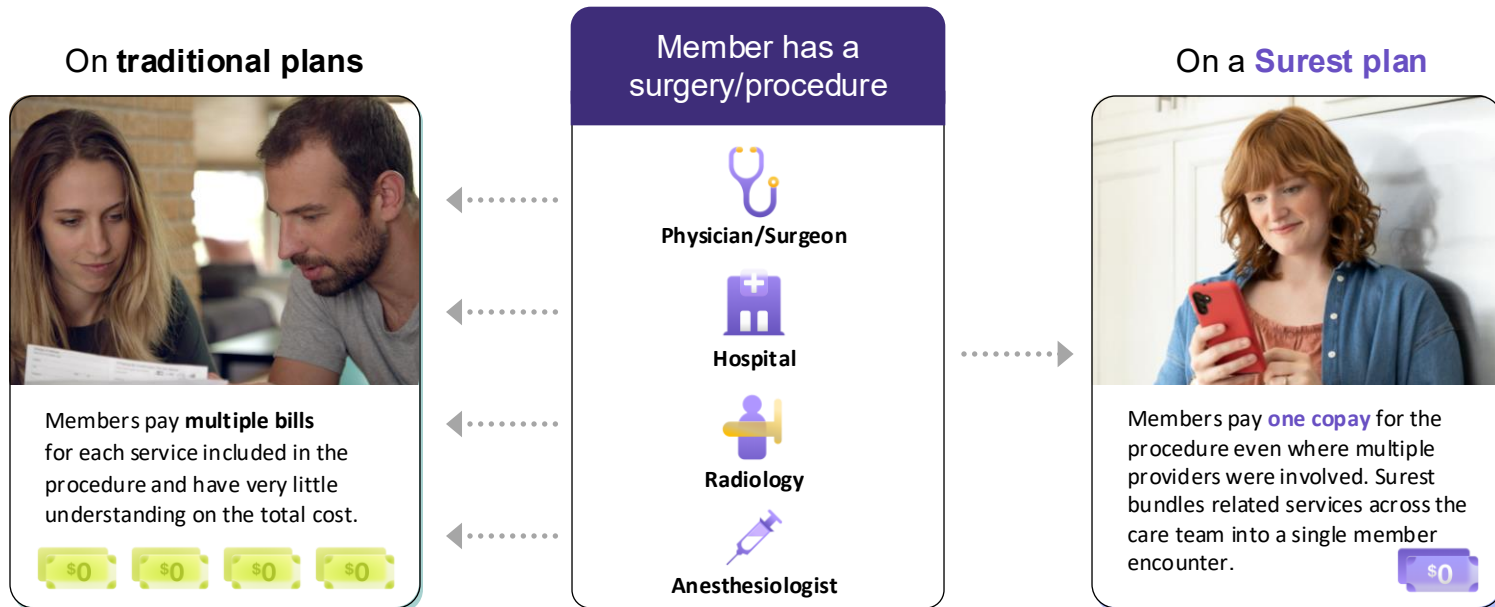 On traditional plans
Members pay multiple bills
for each service included in the
procedure and have very little
understanding on the total cost.
$0
$0
$0
$0
Member has a
surgery/procedure
Physician/Surgeon
Hospital
Radiology
Anesthesiologist
On a Surest plan
Members pay one copay for the
procedure even where multiple
providers were involved. Surest
bundles related services across the
care team into a single member
encounter.
$0